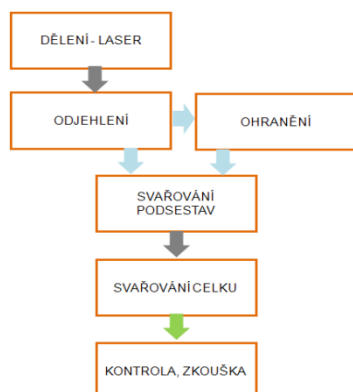 DĚLENÍ - LASER
ODJEHLENÍ
OHRANĚNÍ
SVAŘOVÁNÍ
PODSESTAV
SVAŘOVÁNÍ CELKU
KONTROLA, ZKOUŠKA